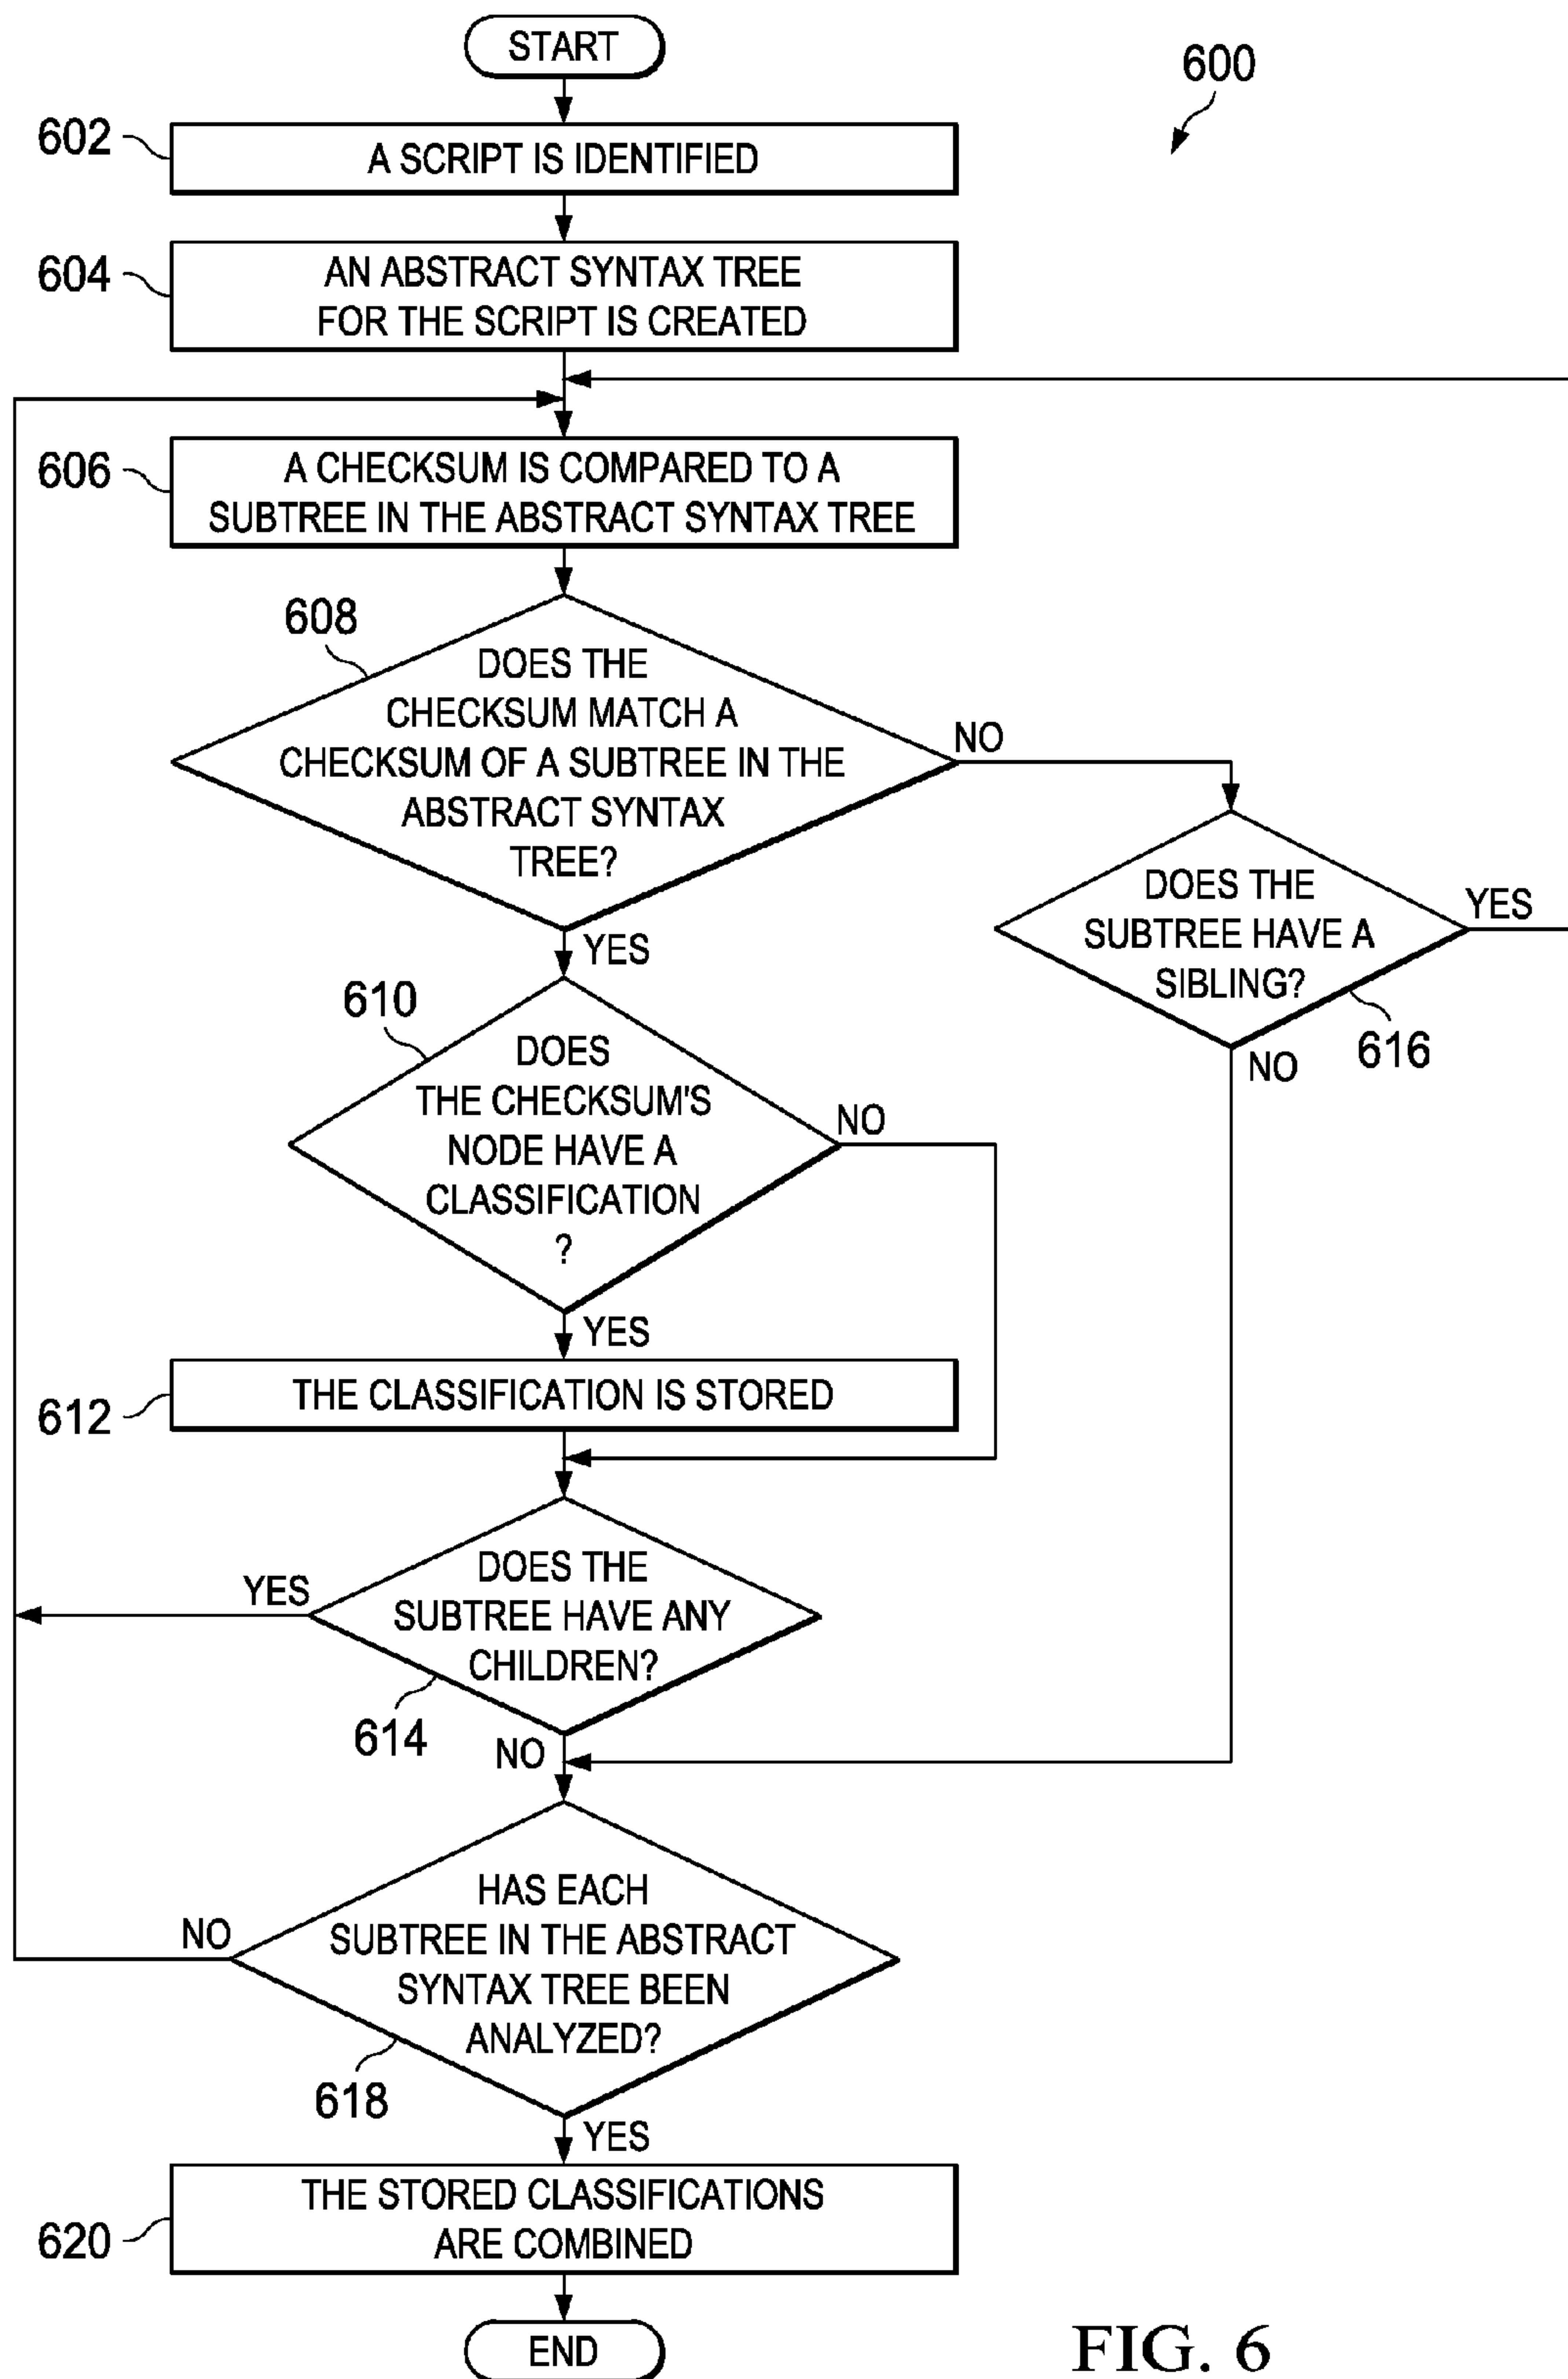 START
600
602
A SCRIPT IS IDENTIFIED
604
AN ABSTRACT SYNTAX TREE
FOR THE SCRIPT IS CREATED
606
A CHECKSUM IS COMPARED TO A
SUBTREE IN THE ABSTRACT SYNTAX TREE
608
DOES THE
CHECKSUM MATCH A
CHECKSUM OF A SUBTREE IN THE
ABSTRACT SYNTAX
TREE?
NO
YES
DOES THE
SUBTREE HAVE A
SIBLING?
YES
616
NO
610
DOES
THE CHECKSUM'S
NODE HAVE A
CLASSIFICATION
?
NO
YES
612
THE CLASSIFICATION IS STORED
DOES THE
SUBTREE HAVE ANY
CHILDREN?
YES
614
NO
HAS EACH
SUBTREE IN THE ABSTRACT
SYNTAX TREE BEEN
ANALYZED?
NO
618
YES
620
THE STORED CLASSIFICATIONS
ARE COMBINED
END
FIG. 6